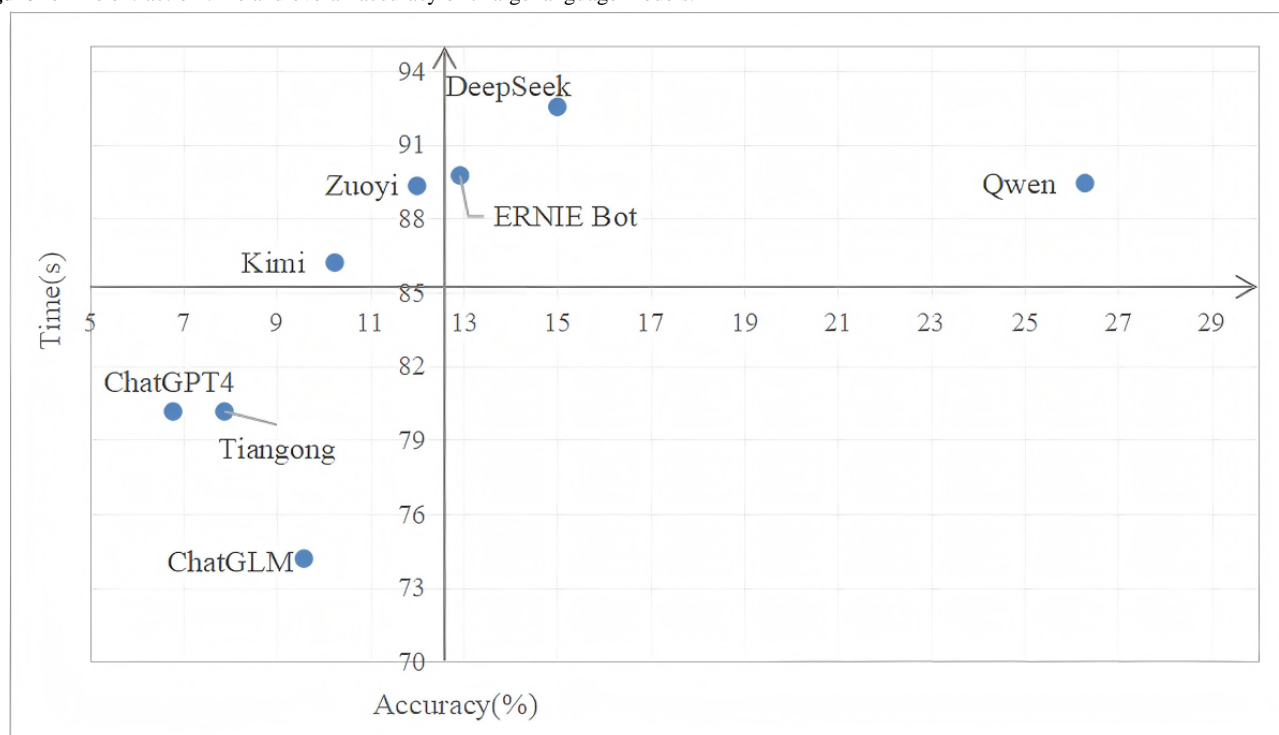 94
DeepSeek
91
Zuoyi
Qwen
88
ERNIE Bot
Kimi
85
Time(s)
5 7 9 11 13 15 17 19 21 23 25 27 29
82
ChatGPT4
79
Tiangong
76
ChatGLM
73
70
Accuracy(%)